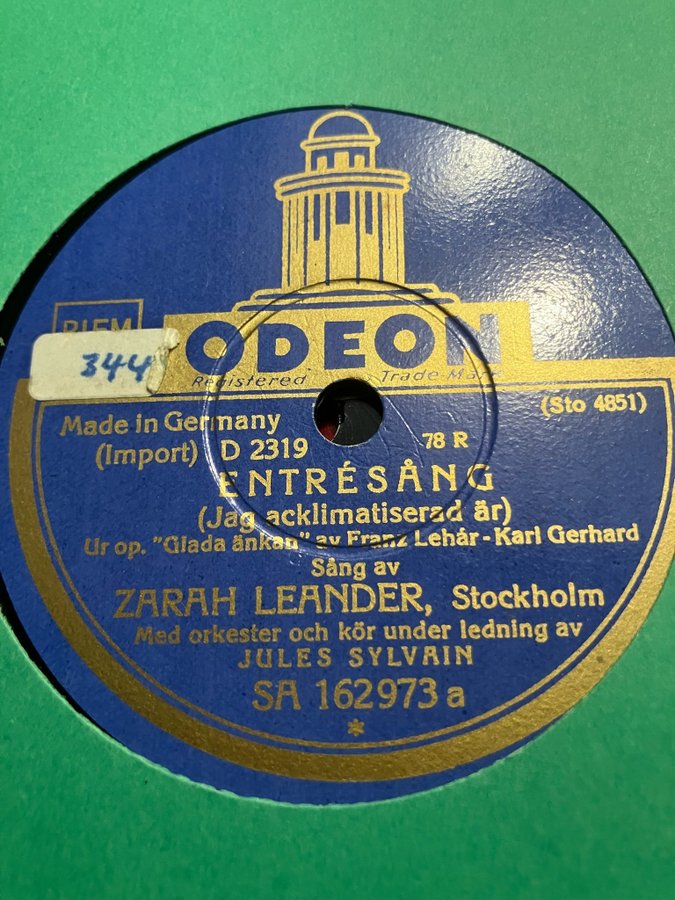 BIEM
344
ODEON
Registered Trade Mark
Made in Germany
(Import) D 2319
78 R
(Sto 4851)
ENTRÉSÅNG
(Jag acklimatiserad är)
Ur op. "Glada änkan" av Franz Lehár - Karl Gerhard
Sång av
ZARAH LEANDER, Stockholm
Med orkester och kör under ledning av
JULES SYLVAIN
SA 162973 a
*